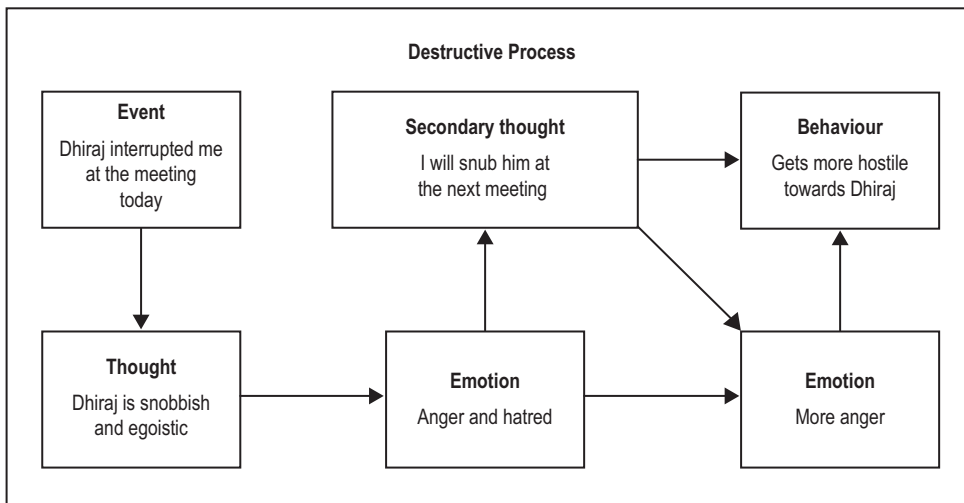 Destructive Process
Event
Dhiraj interrupted me
at the meeting
today
Secondary thought
I will snub him at
the next meeting
Behaviour
Gets more hostile
towards Dhiraj
Thought
Dhiraj is snobbish
and egoistic
Emotion
Anger and hatred
Emotion
More anger